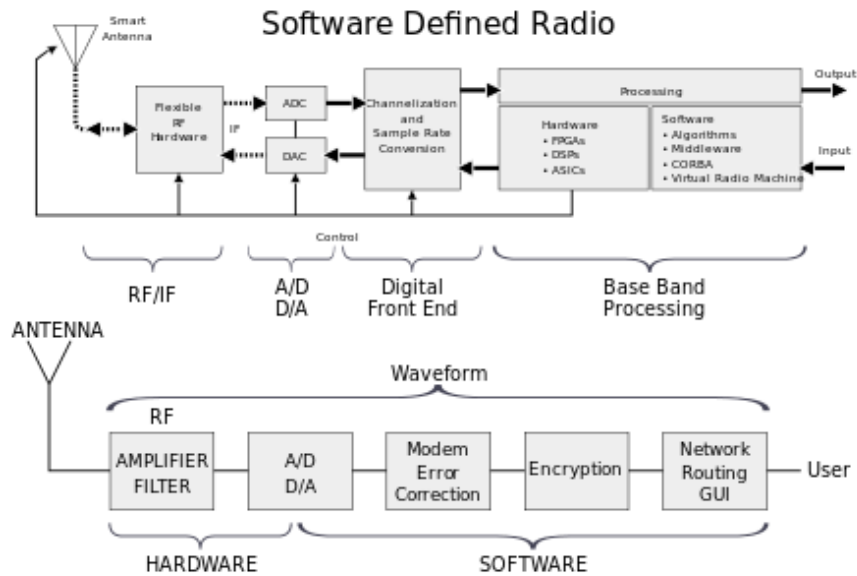 Software Defined Radio
Smart
Antenna
Flexible
RF
Hardware
IF
ADC
DAC
Channelization
and
Sample Rate
Conversion
Processing
Hardware
• FPGAs
• DSPs
• ASICs
Software
• Algorithms
• Middleware
• CORBA
• Virtual Radio Machine
Output
Input
Control
RF/IF
A/D
D/A
Digital
Front End
Base Band
Processing
ANTENNA
Waveform
RF
AMPLIFIER
FILTER
A/D
D/A
Modem
Error
Correction
Encryption
Network
Routing
GUI
User
HARDWARE
SOFTWARE